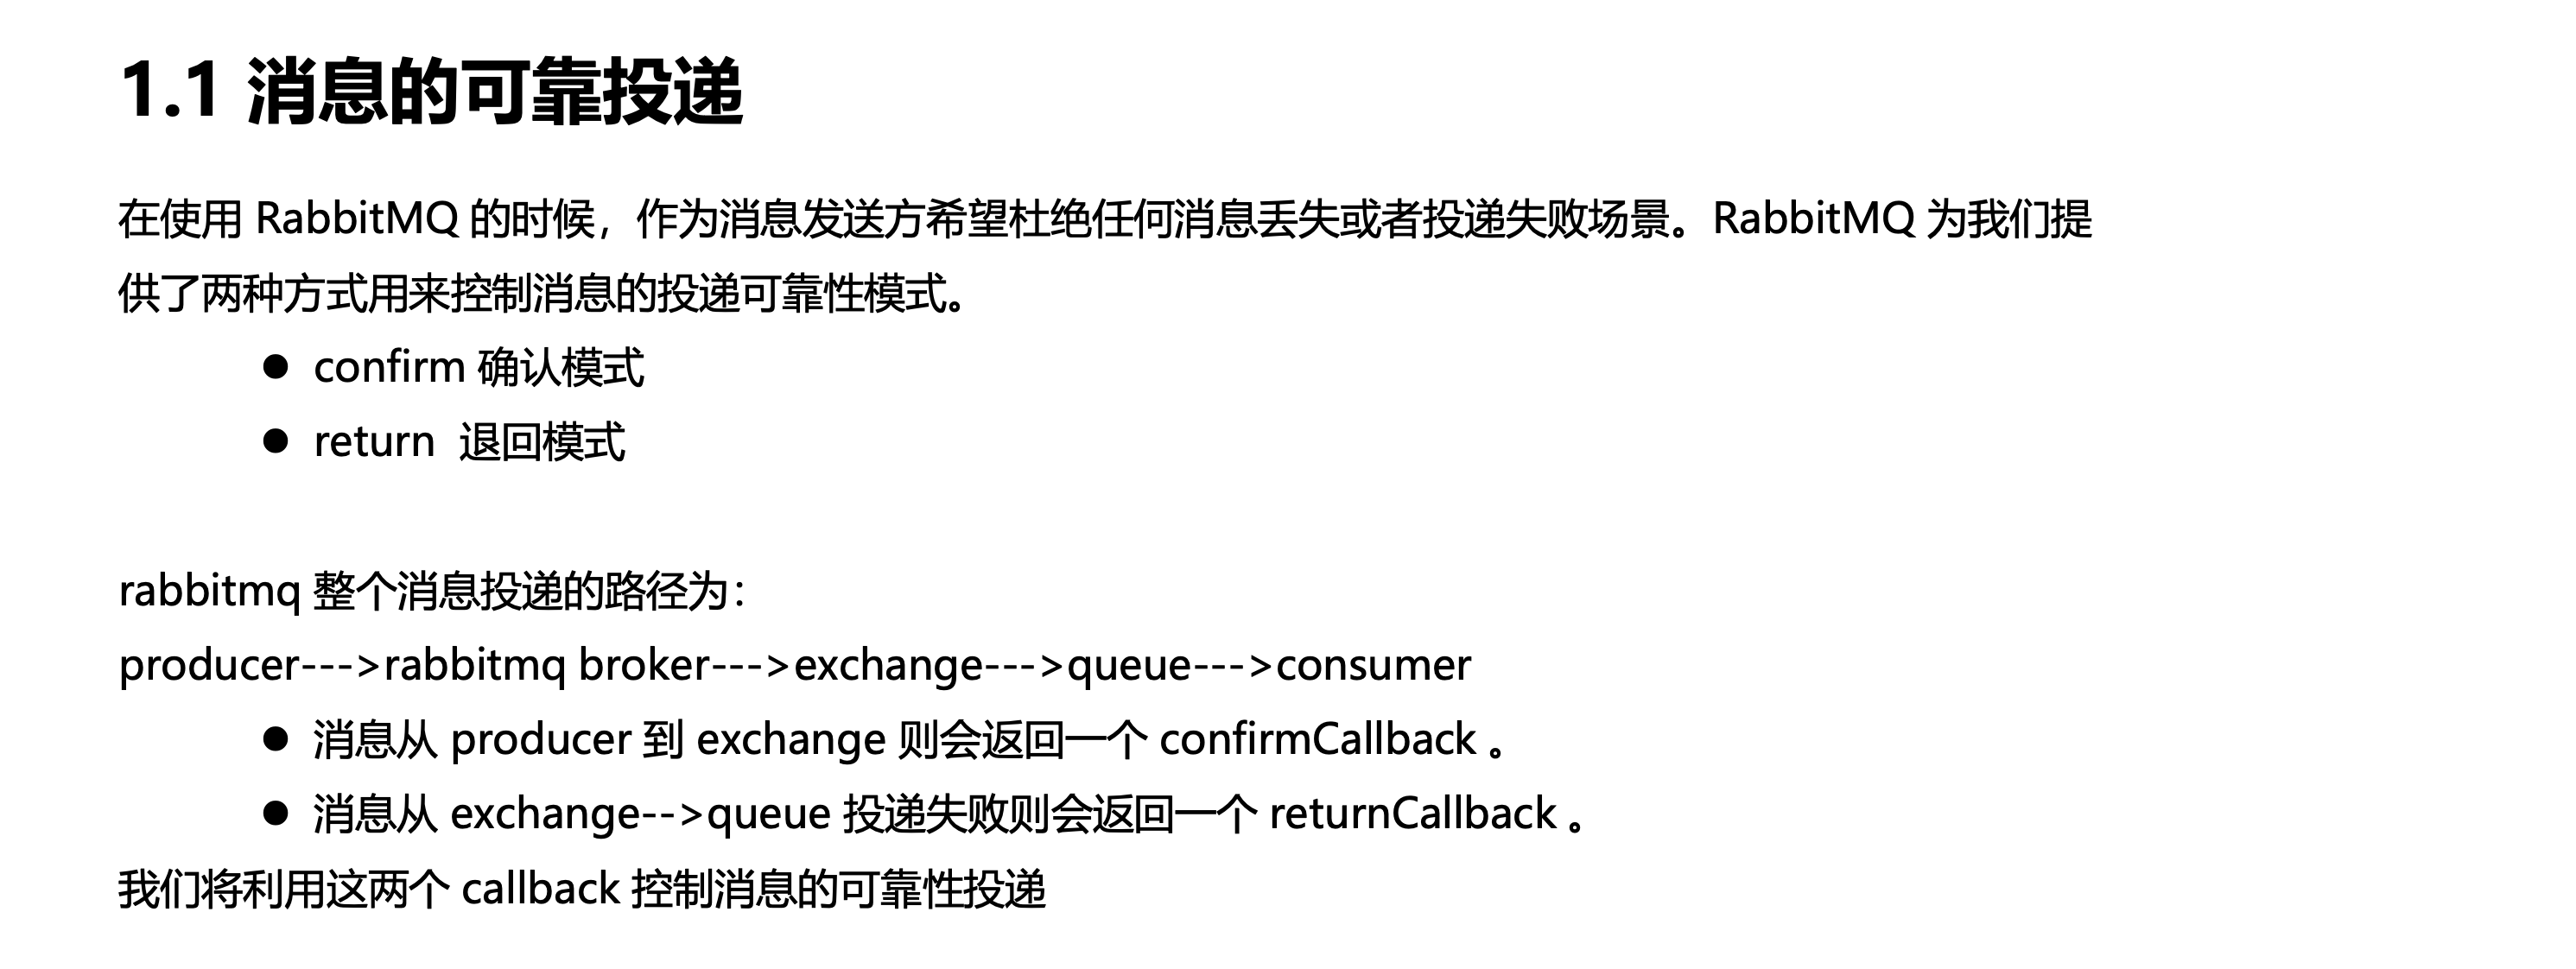 1.1 消息的可靠投递
在使用 RabbitMQ 的时候，作为消息发送方希望杜绝任何消息丢失或者投递失败场景。RabbitMQ 为我们提
供了两种方式用来控制消息的投递可靠性模式。
● confirm 确认模式
● return  退回模式
rabbitmq 整个消息投递的路径为：
producer--->rabbitmq broker--->exchange--->queue--->consumer
● 消息从 producer 到 exchange 则会返回一个 confirmCallback 。
● 消息从 exchange-->queue 投递失败则会返回一个 returnCallback 。
我们将利用这两个 callback 控制消息的可靠性投递